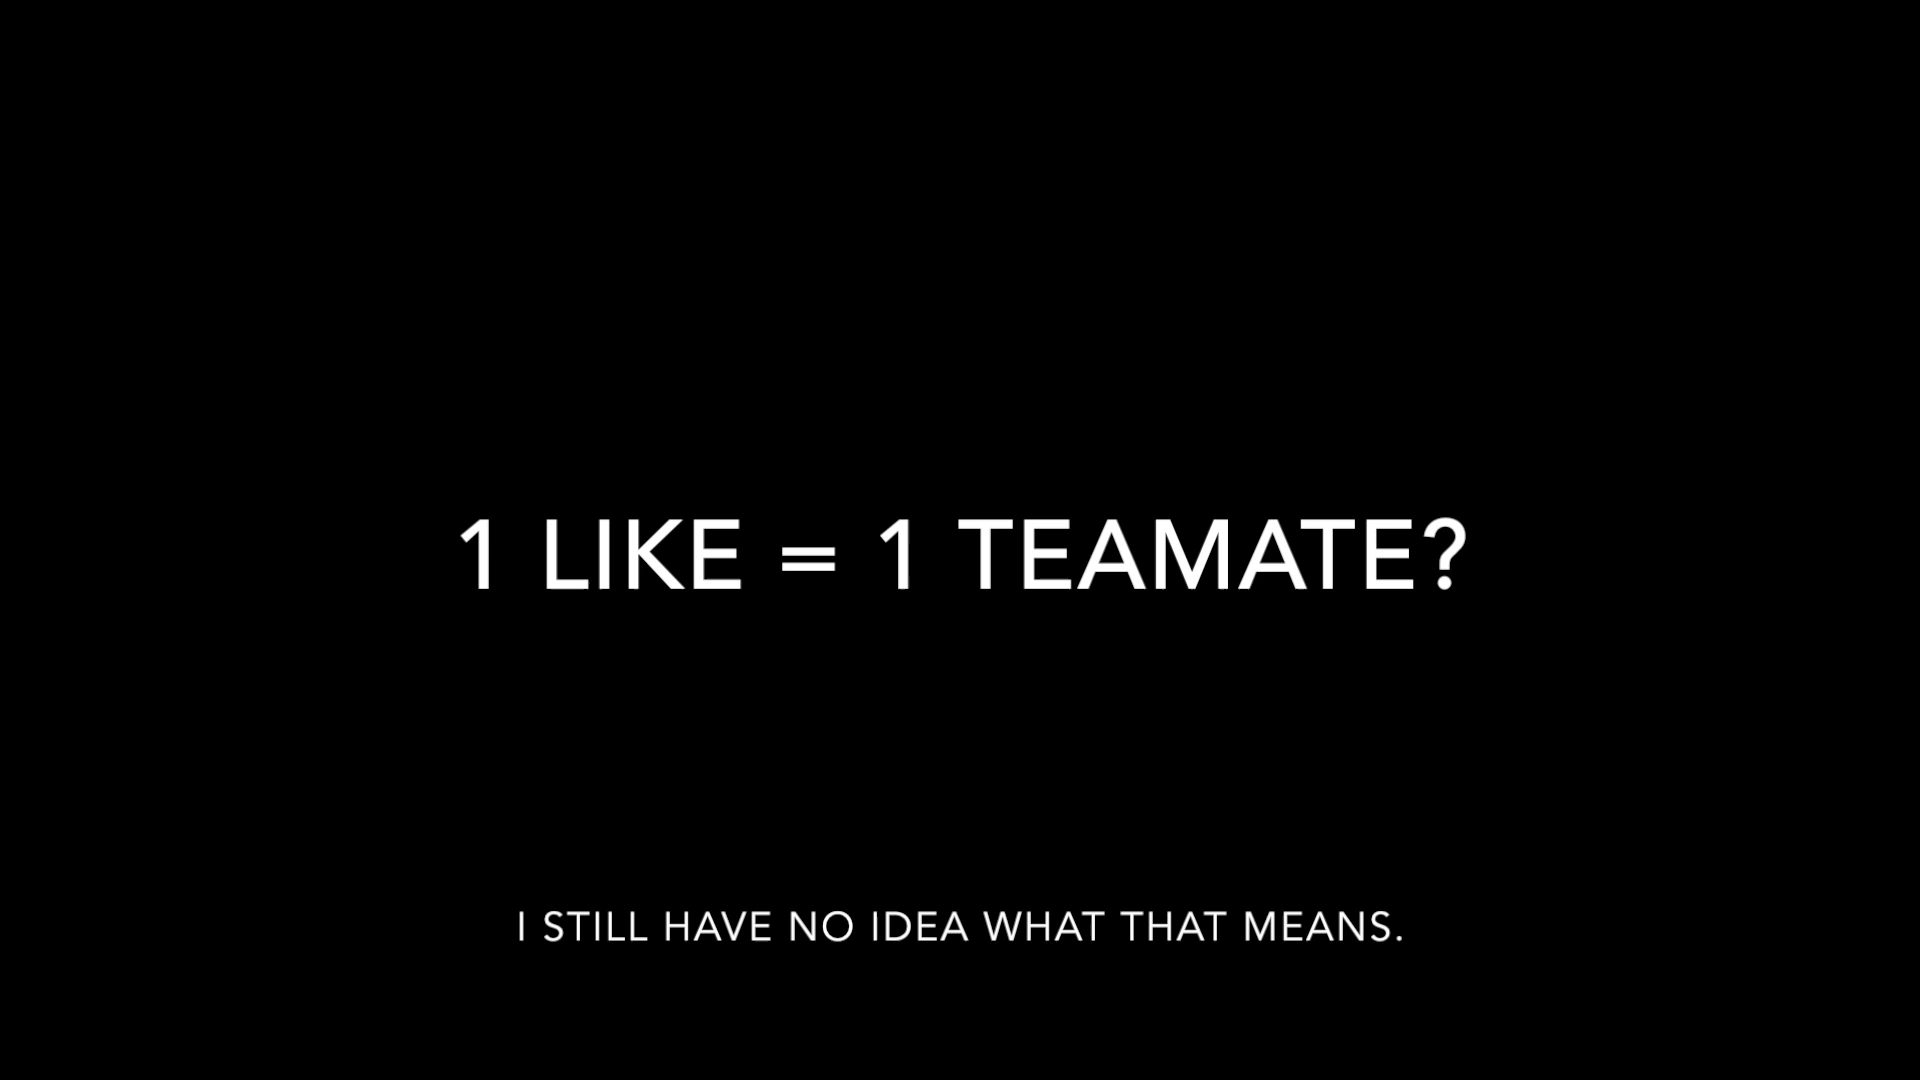 1 LIKE = 1 TEAMATE?
I STILL HAVE NO IDEA WHAT THAT MEANS.